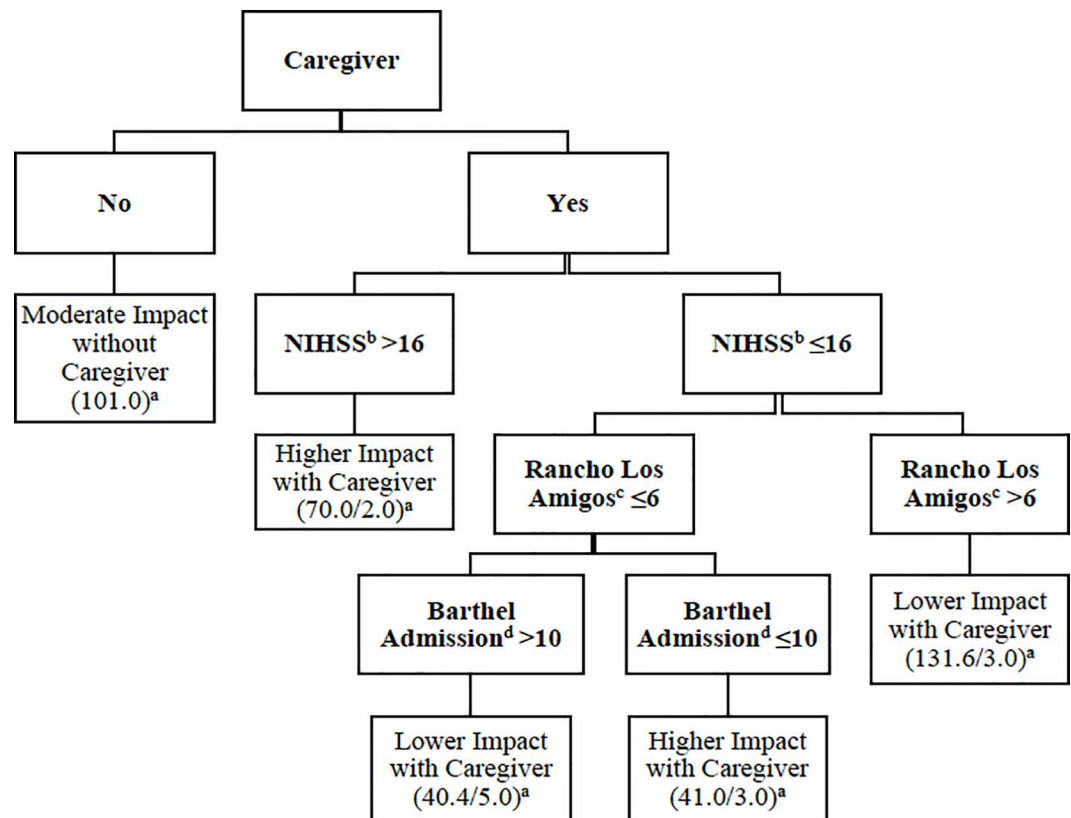 Caregiver
No
Yes
Moderate Impact
without
Caregiver
(101.0)ᵃ
NIHSSᵇ >16
NIHSSᵇ ≤16
Higher Impact
with Caregiver
(70.0/2.0)ᵃ
Rancho Los
Amigosᶜ ≤6
Rancho Los
Amigosᶜ >6
Barthel
Admissionᵈ >10
Barthel
Admissionᵈ ≤10
Lower Impact
with Caregiver
(131.6/3.0)ᵃ
Lower Impact
with Caregiver
(40.4/5.0)ᵃ
Higher Impact
with Caregiver
(41.0/3.0)ᵃ